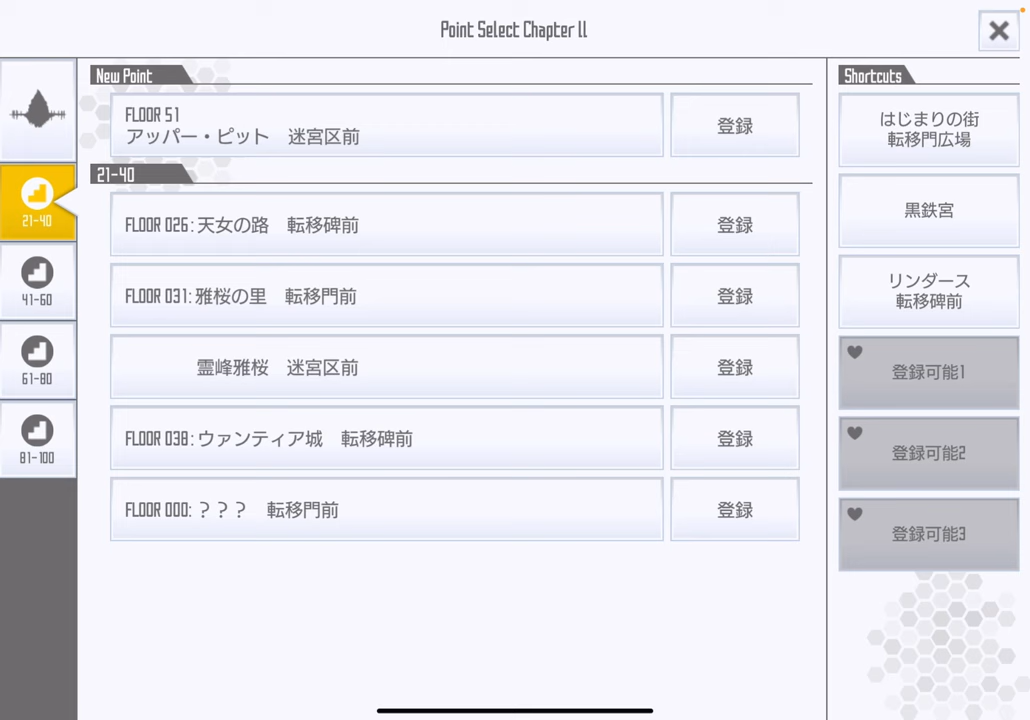 Point Select Chapter II
New Point
FLOOR 51
アッパー・ピット　迷宮区前
登録
21-40
FLOOR 026: 天女の路　転移碑前
登録
FLOOR 031: 雅桜の里　転移門前
登録
霊峰雅桜　迷宮区前
登録
FLOOR 038: ウァンティア城　転移碑前
登録
FLOOR 000: ？？？　転移門前
登録
21-40
41-60
61-80
81-100
Shortcuts
はじまりの街
転移門広場
黒鉄宮
リンダース
転移碑前
登録可能1
登録可能2
登録可能3